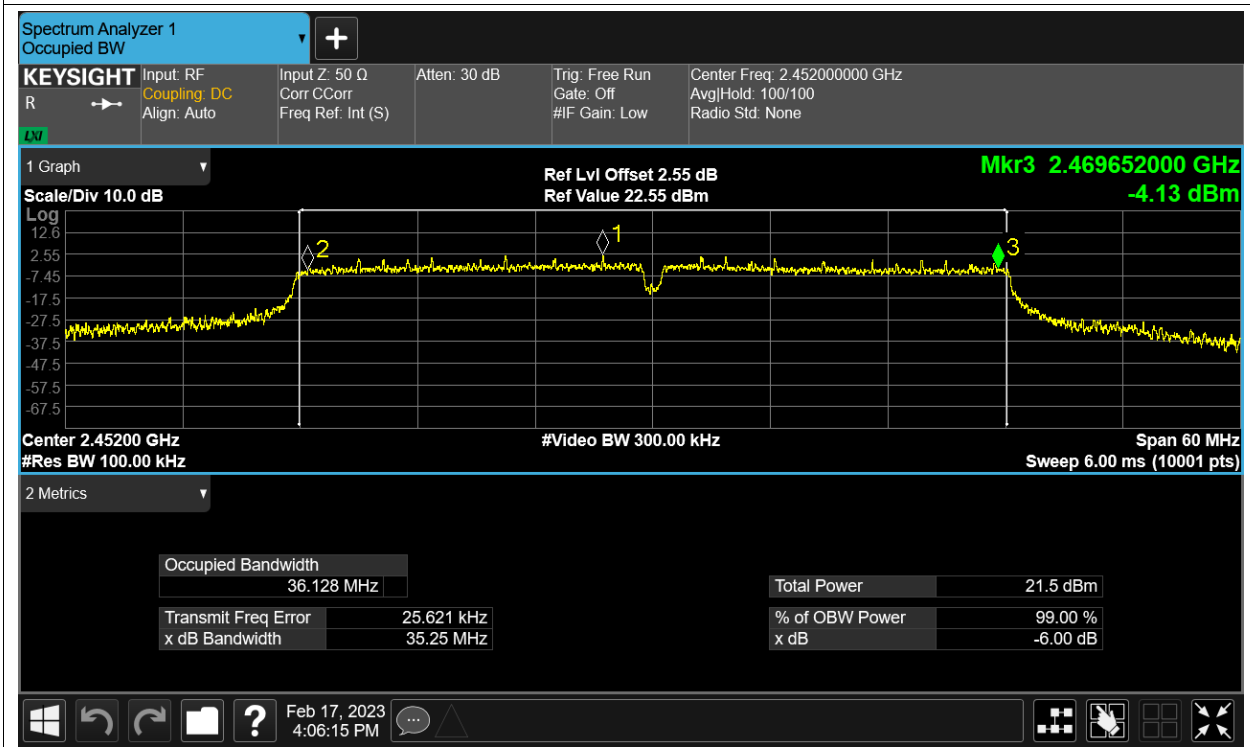 Spectrum Analyzer 1
Occupied BW
▼
+
KEYSIGHT Input: RF Input Z: 50 Ω Atten: 30 dB Trig: Free Run Center Freq: 2.452000000 GHz
R Coupling: DC Corr CCorr Gate: Off Avg|Hold: 100/100
Align: Auto Freq Ref: Int (S) #IF Gain: Low Radio Std: None
LXI
1 Graph ▼ Ref Lvl Offset 2.55 dB Mkr3 2.469652000 GHz
Scale/Div 10.0 dB Ref Value 22.55 dBm -4.13 dBm
Log
12.6
2.55
-7.45
-17.5
-27.5
-37.5
-47.5
-57.5
-67.5
2
1
3
Center 2.45200 GHz #Video BW 300.00 kHz Span 60 MHz
#Res BW 100.00 kHz Sweep 6.00 ms (10001 pts)
2 Metrics ▼
Occupied Bandwidth
36.128 MHz Total Power 21.5 dBm
Transmit Freq Error 25.621 kHz % of OBW Power 99.00 %
x dB Bandwidth 35.25 MHz x dB -6.00 dB
? Feb 17, 2023
4:06:15 PM